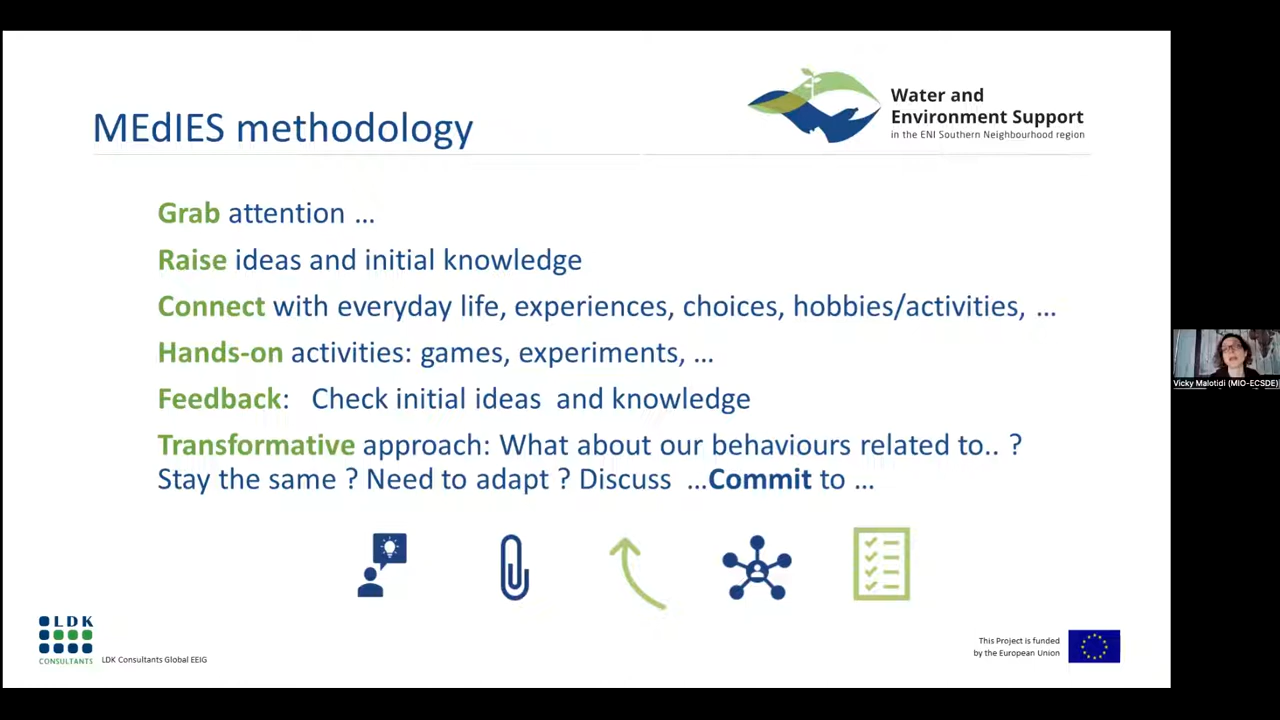 MEdIES methodology
Water and
Environment Support
in the ENI Southern Neighbourhood region
Grab attention …
Raise ideas and initial knowledge
Connect with everyday life, experiences, choices, hobbies/activities, …
Hands-on activities: games, experiments, …
Feedback: Check initial ideas and knowledge
Transformative approach: What about our behaviours related to.. ?
Stay the same ? Need to adapt ? Discuss …Commit to …
Vicky Malotidi (MIO-ECSDE)
LDK
CONSULTANTS
LDK Consultants Global EEIG
This Project is funded
by the European Union